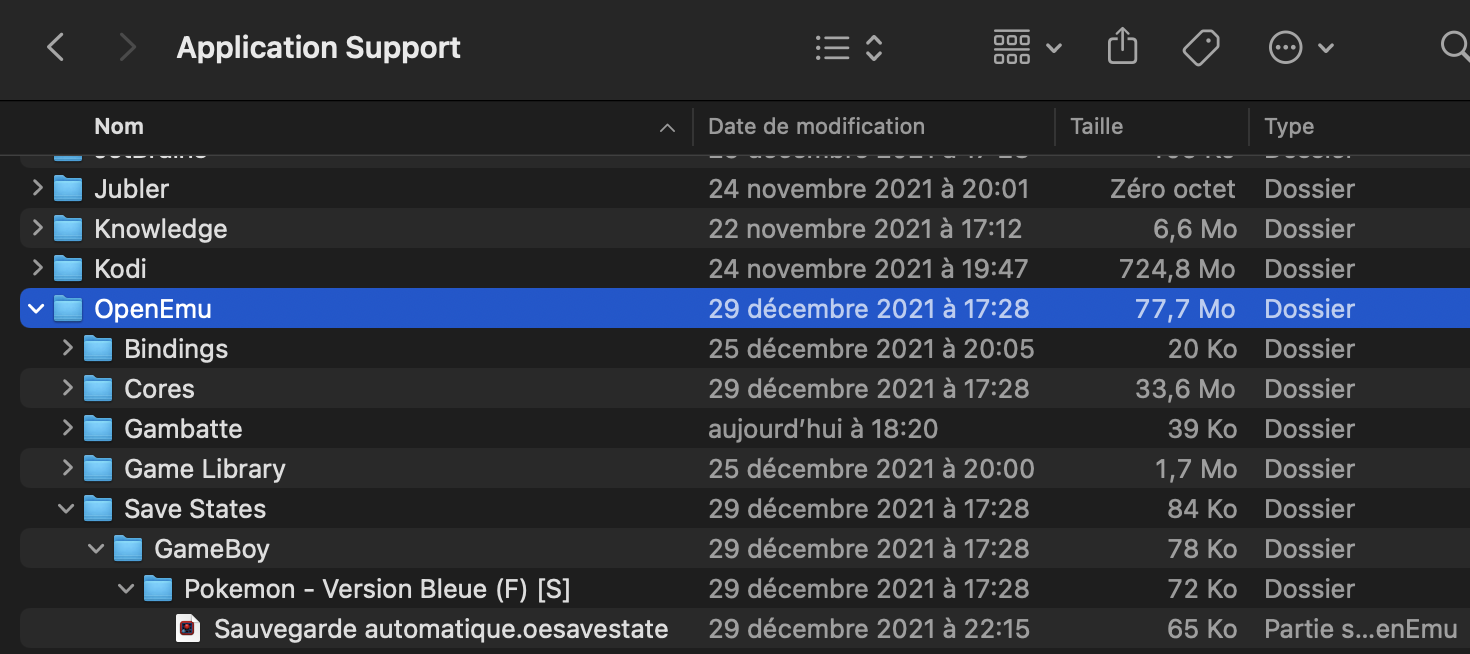 Application Support
Nom Date de modification Taille Type
Jubler 24 novembre 2021 à 20:01 Zéro octet Dossier
Knowledge 22 novembre 2021 à 17:12 6,6 Mo Dossier
Kodi 24 novembre 2021 à 19:47 724,8 Mo Dossier
OpenEmu 29 décembre 2021 à 17:28 77,7 Mo Dossier
Bindings 25 décembre 2021 à 20:05 20 Ko Dossier
Cores 29 décembre 2021 à 17:28 33,6 Mo Dossier
Gambatte aujourd’hui à 18:20 39 Ko Dossier
Game Library 25 décembre 2021 à 20:00 1,7 Mo Dossier
Save States 29 décembre 2021 à 17:28 84 Ko Dossier
GameBoy 29 décembre 2021 à 17:28 78 Ko Dossier
Pokemon - Version Bleue (F) [S] 29 décembre 2021 à 17:28 72 Ko Dossier
Sauvegarde automatique.oesavestate 29 décembre 2021 à 22:15 65 Ko Partie s...enEmu